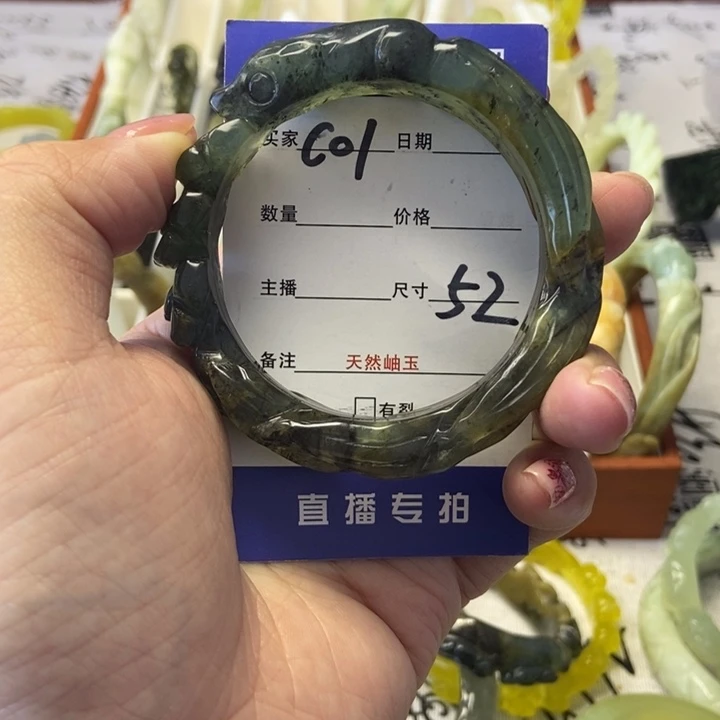 买家 601 日期
数量 价格
主播 尺寸 52
备注 天然岫玉
有裂
直播专拍